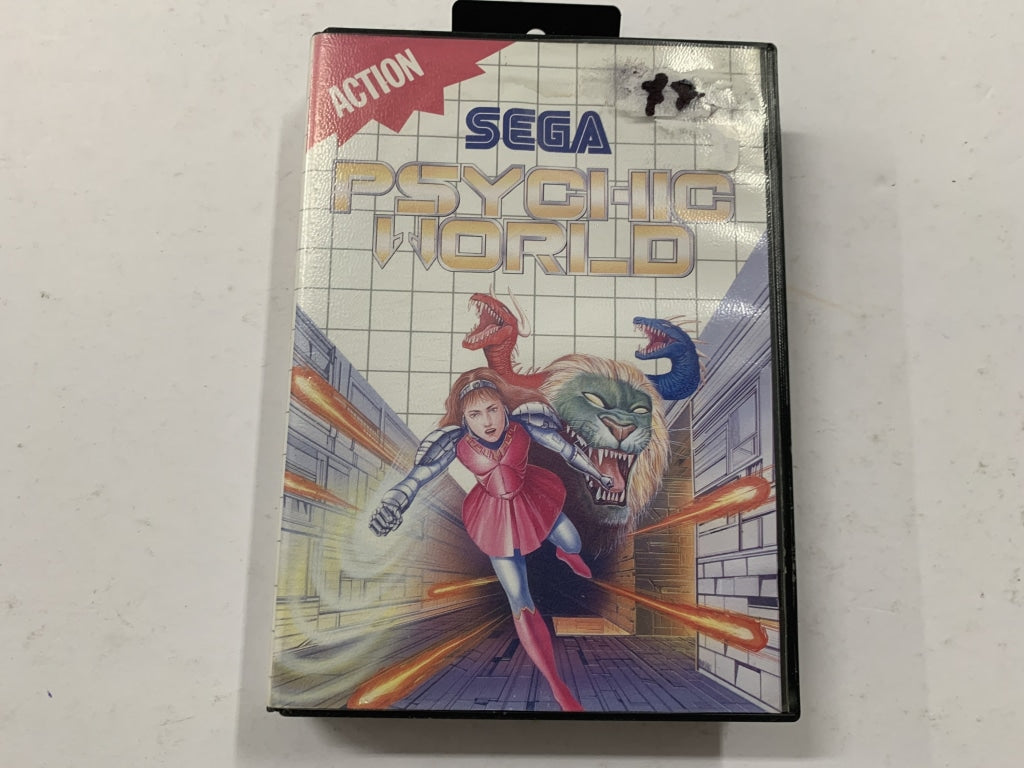 ACTION
SEGA
PSYCHIC
WORLD